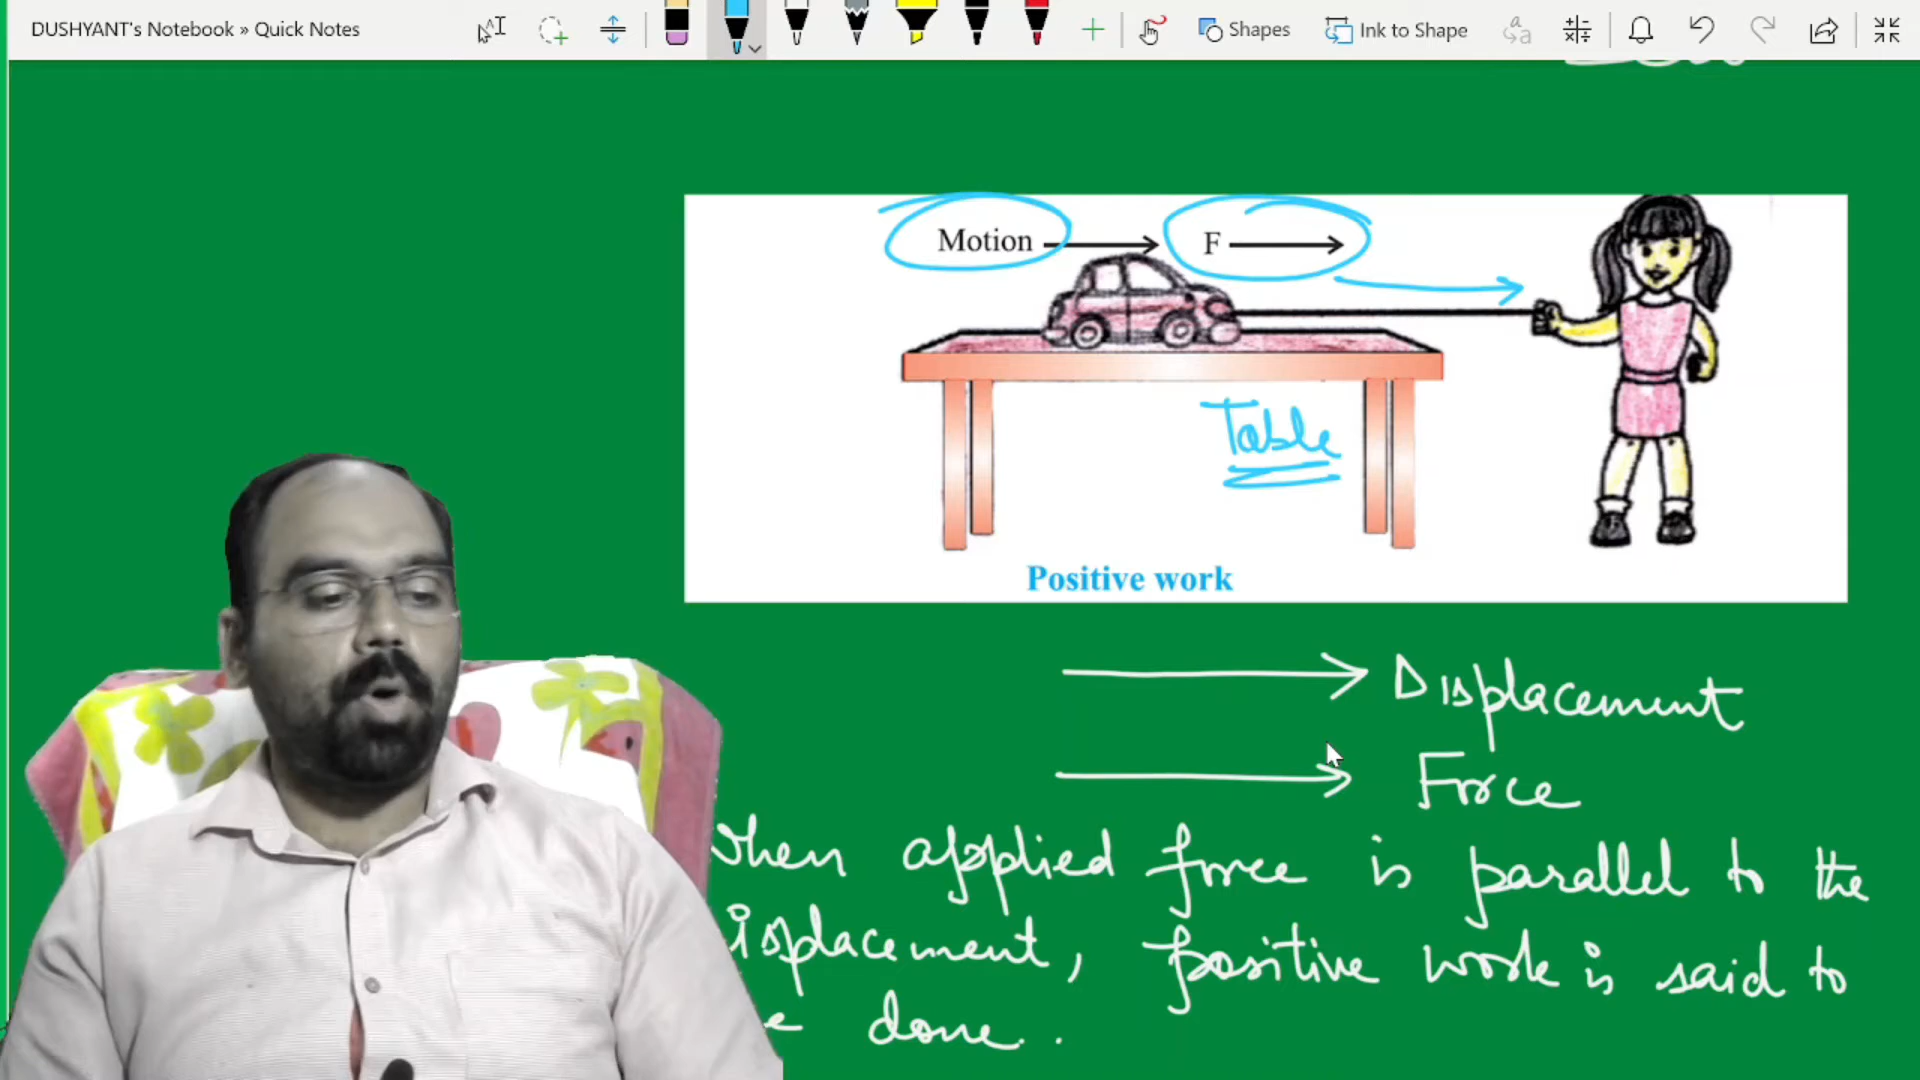 DUSHYANT's Notebook » Quick Notes
Shapes
Ink to Shape
Motion
F
Table
Positive work
Displacement
Force
When applied force is parallel to the
isplacement, positive work is said to
e done.